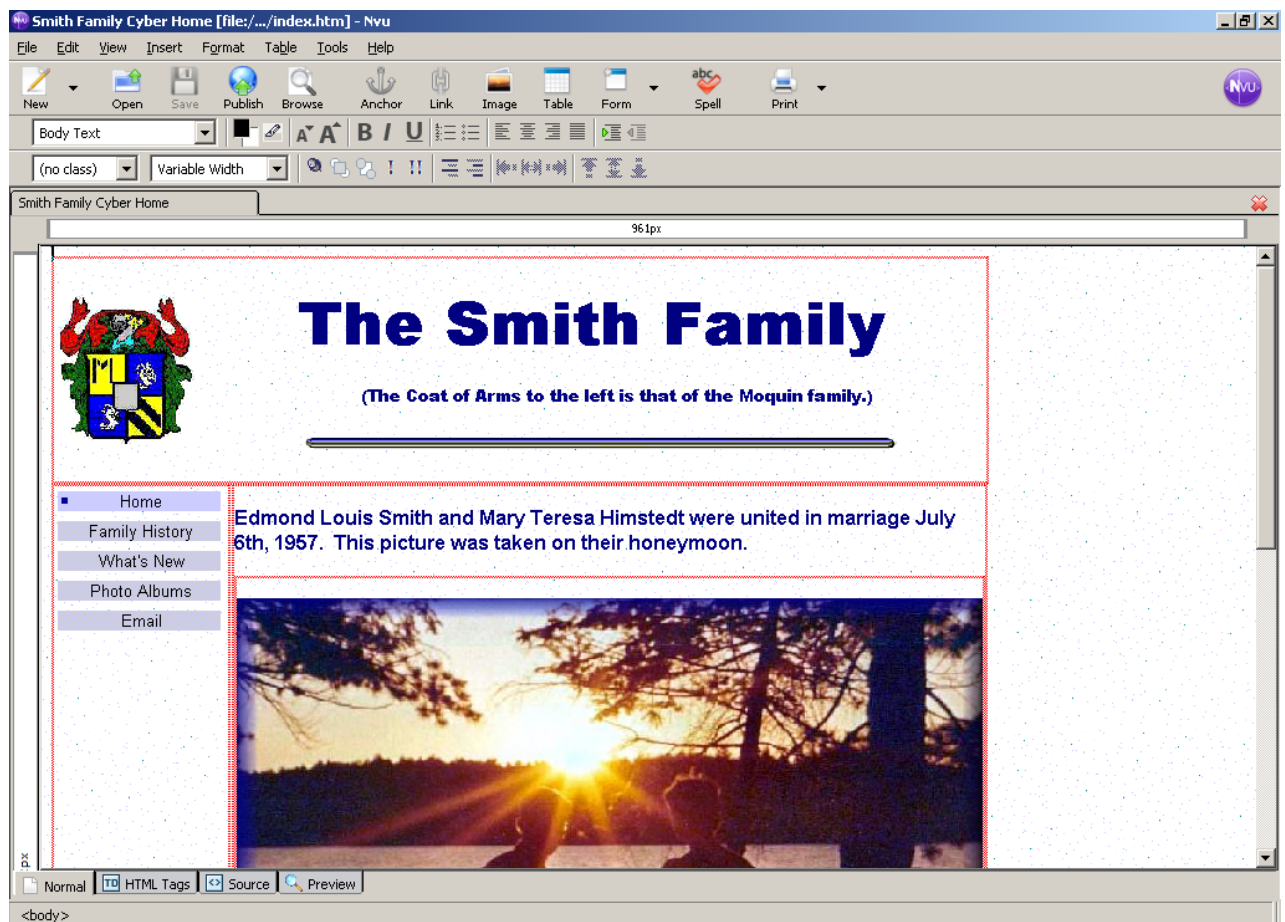 Smith Family Cyber Home [file:/.../index.htm] - Nvu
File Edit View Insert Format Table Tools Help
New Open Save Publish Browse Anchor Link Image Table Form Spell Print
Nvu
Body Text
(no class) Variable Width
Smith Family Cyber Home
961px
The Smith Family
(The Coat of Arms to the left is that of the Moquin family.)
Home
Family History
What's New
Photo Albums
Email
Edmond Louis Smith and Mary Teresa Himstedt were united in marriage July
6th, 1957. This picture was taken on their honeymoon.
px
Normal HTML Tags Source Preview
<body>